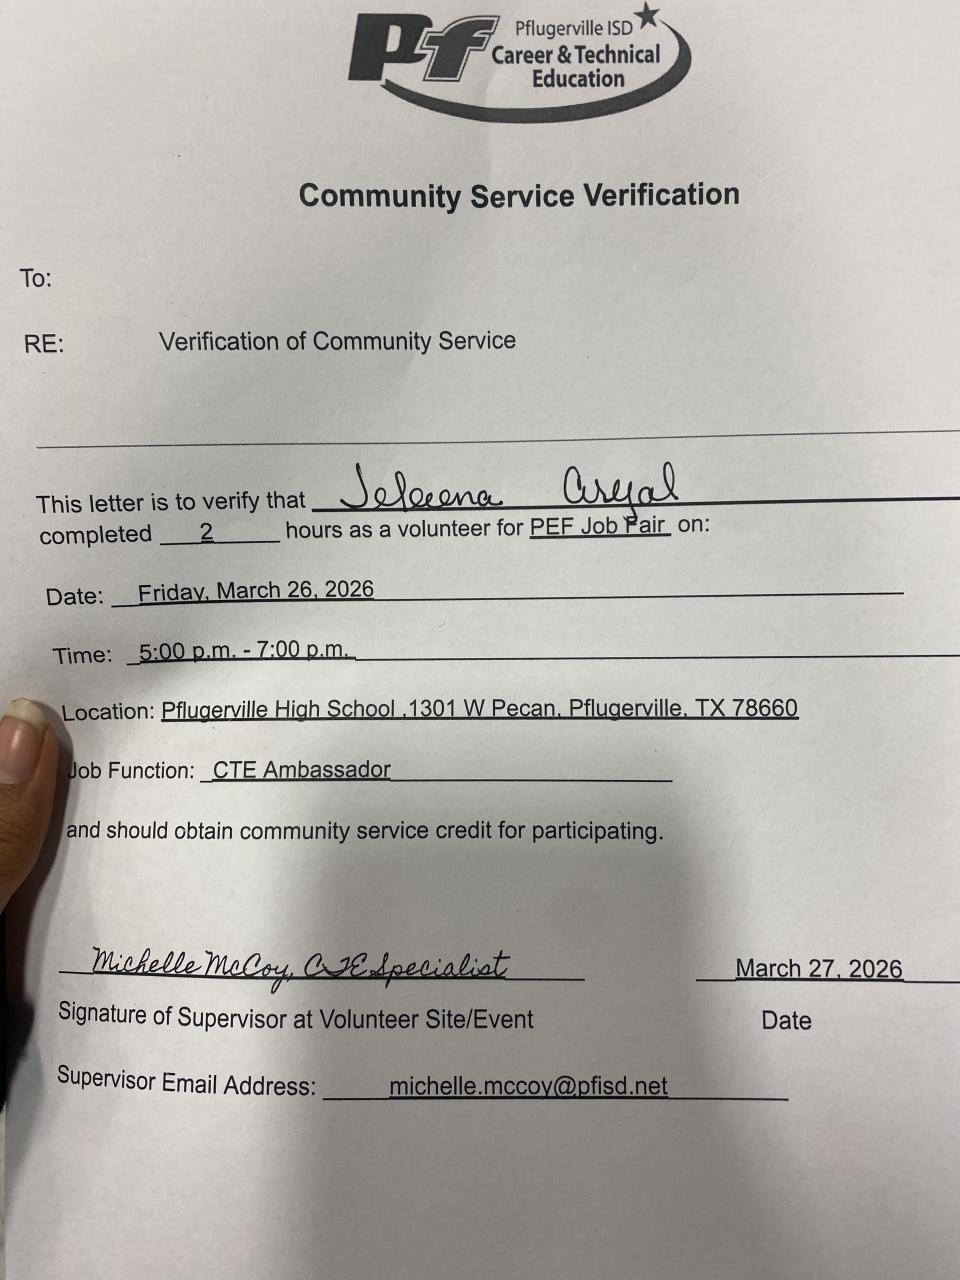 Pf Pflugerville ISD
Career & Technical
Education
Community Service Verification
To:
RE: Verification of Community Service
This letter is to verify that Jeleena Aryal
completed 2 hours as a volunteer for PEF Job Fair on:
Date: Friday, March 26, 2026
Time: 5:00 p.m. - 7:00 p.m.
Location: Pflugerville High School ,1301 W Pecan, Pflugerville, TX 78660
Job Function: CTE Ambassador
and should obtain community service credit for participating.
Michelle McCoy, CTE Specialist March 27, 2026
Signature of Supervisor at Volunteer Site/Event Date
Supervisor Email Address: michelle.mccoy@pfisd.net